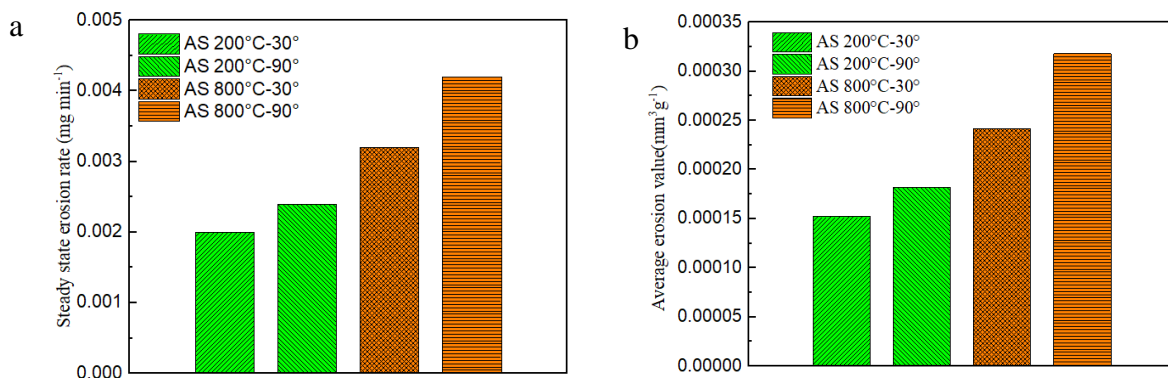 a
Steady state erosion rate (mg min⁻¹)
0.005
0.004
0.003
0.002
0.001
0.000
AS 200°C-30°
AS 200°C-90°
AS 800°C-30°
AS 800°C-90°
b
Average erosion value(mm³g⁻¹)
0.00035
0.00030
0.00025
0.00020
0.00015
0.00010
0.00005
0.00000
AS 200°C-30°
AS 200°C-90°
AS 800°C-30°
AS 800°C-90°